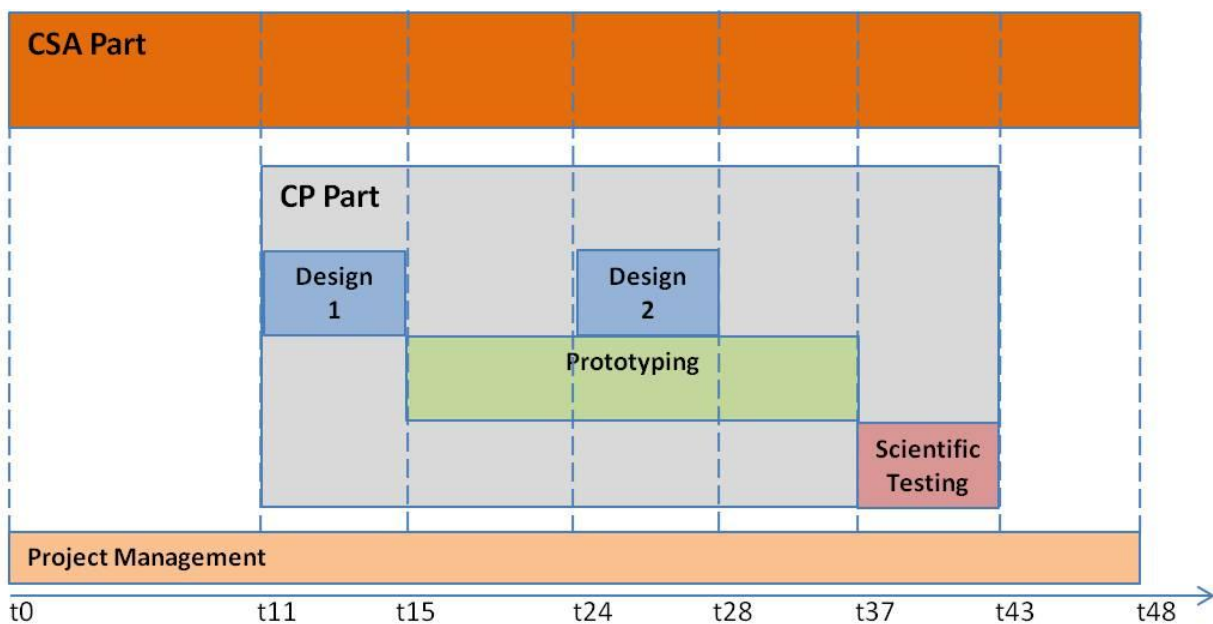 CSA Part
CP Part
Design
1
Design
2
Prototyping
Scientific
Testing
Project Management
t0
t11
t15
t24
t28
t37
t43
t48